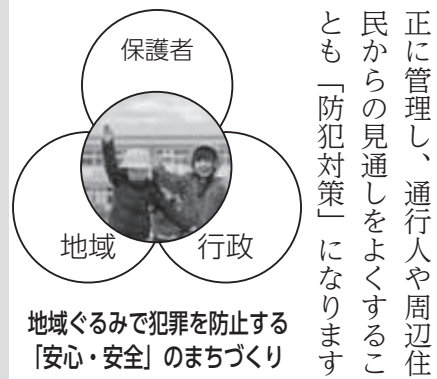 正に管理し、通行人や周辺住
民からの見通しをよくするこ
とも「防犯対策」になります
保護者
地域
行政
地域ぐるみで犯罪を防止する
「安心・安全」のまちづくり